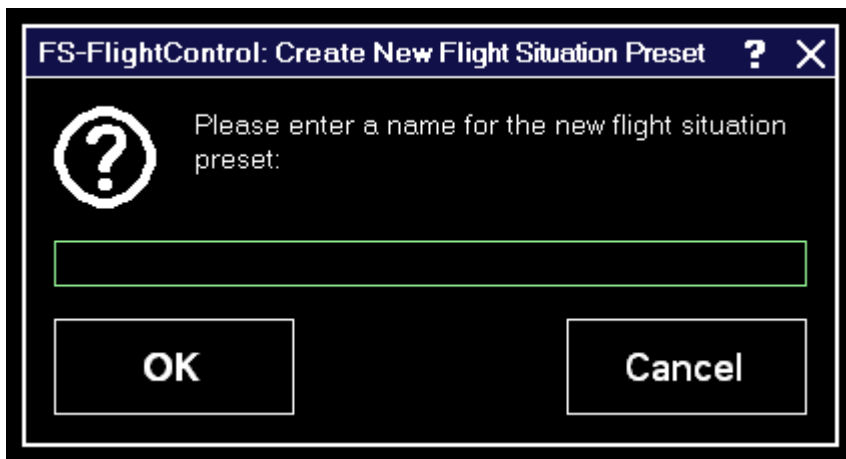 FS-FlightControl: Create New Flight Situation Preset ? X
Please enter a name for the new flight situation
preset:
OK
Cancel